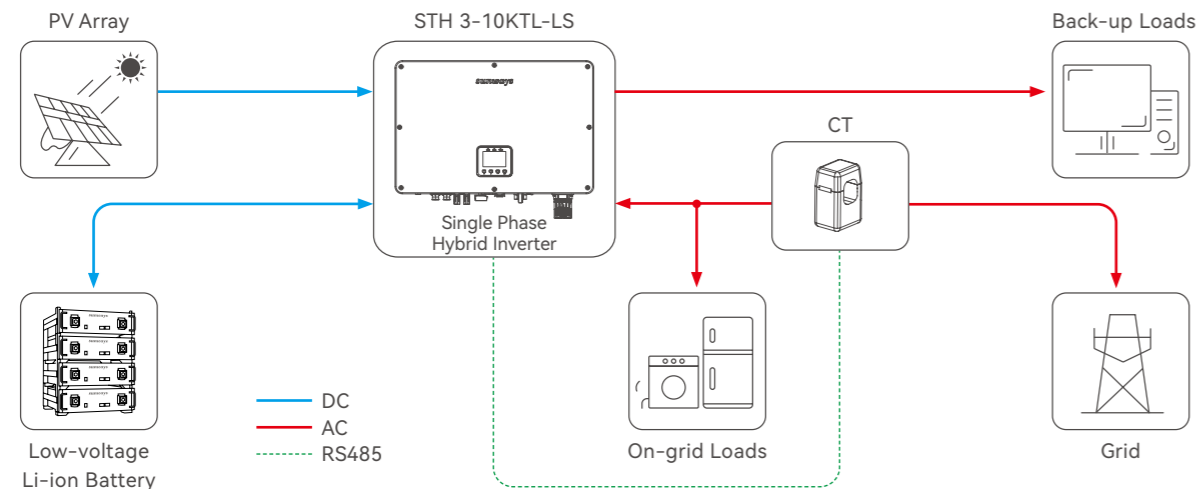 PV Array
STH 3-10KTL-LS
Back-up Loads
sunways
CT
Single Phase
Hybrid Inverter
DC
AC
RS485
Low-voltage
Li-ion Battery
On-grid Loads
Grid